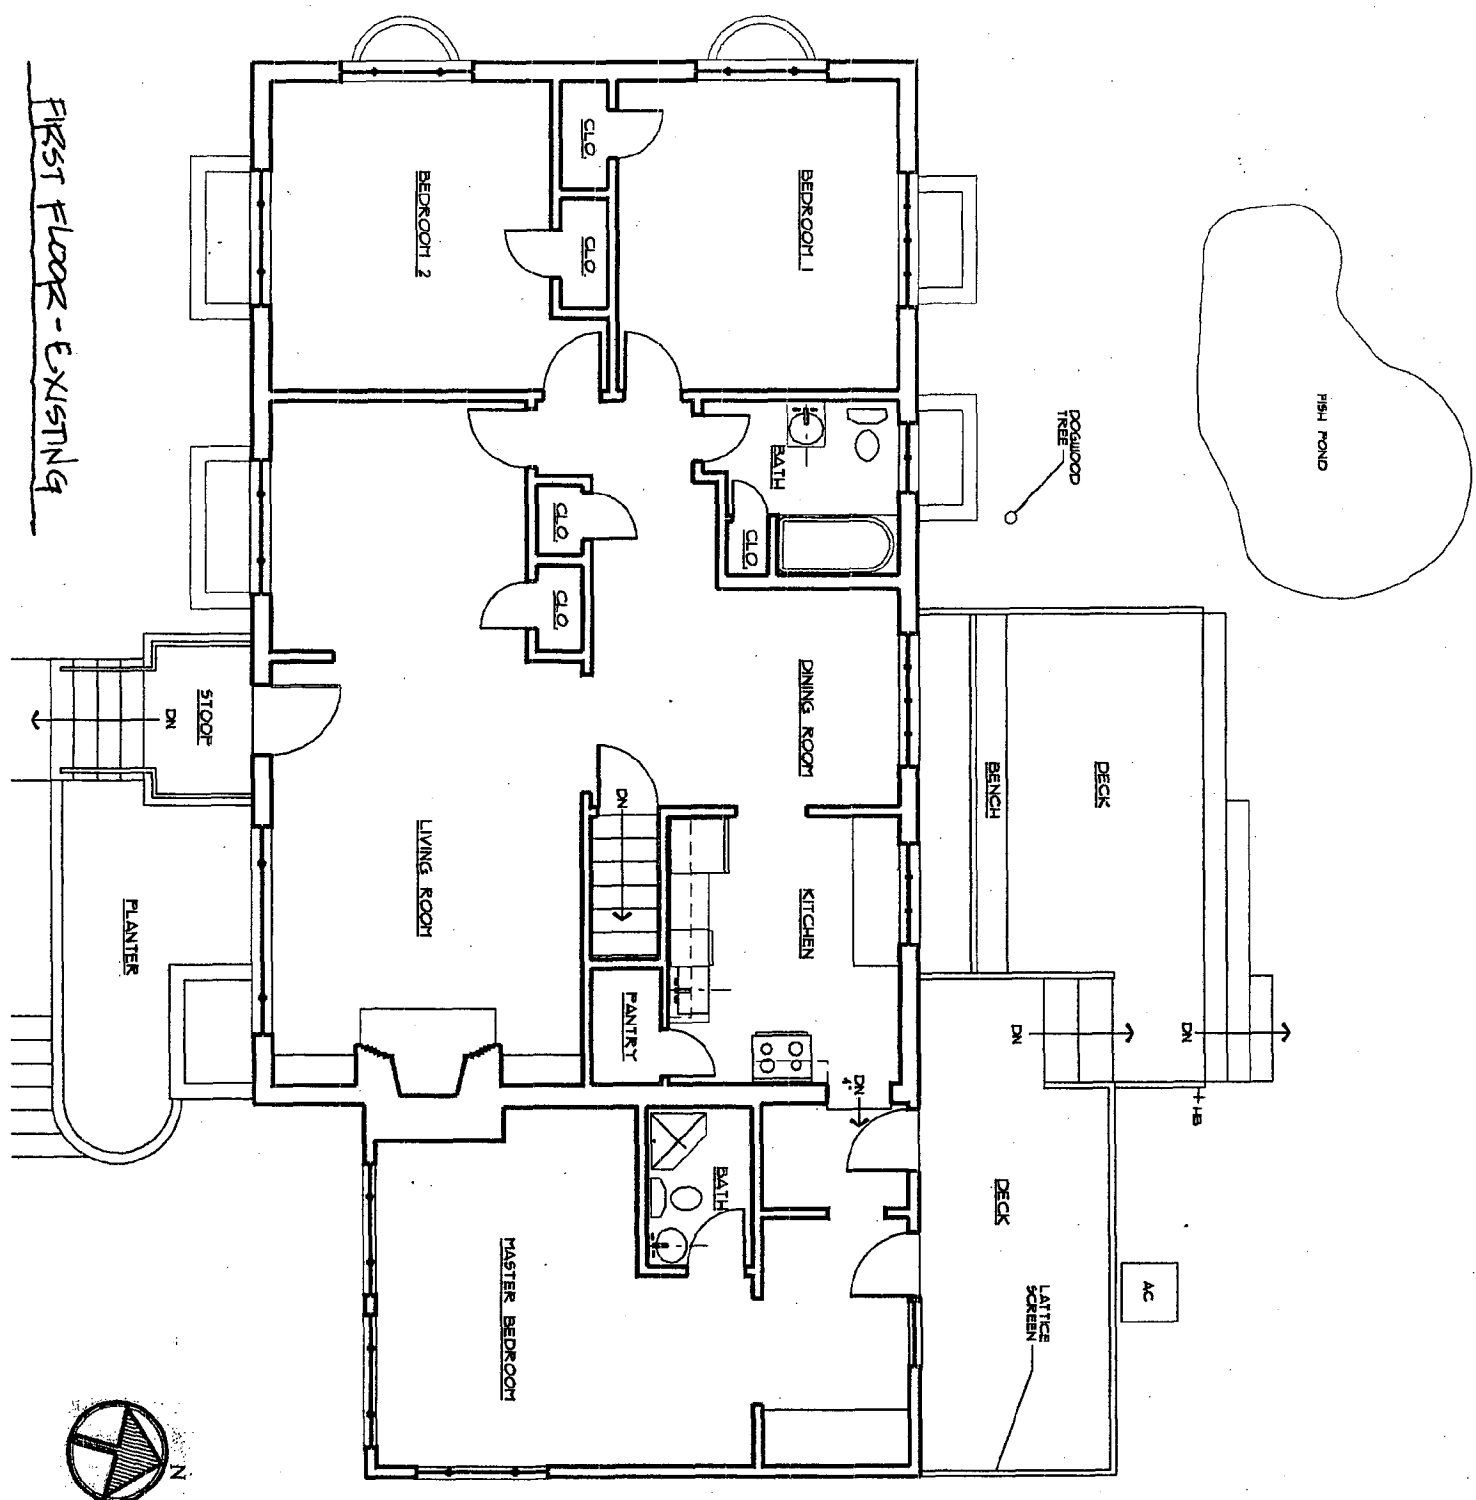 FIRST FLOOR - EXISTING
BEDROOM 2
CLO.
CLO.
BEDROOM 1
FISH POND
DOGWOOD
TREE
BATH
CLO.
CLO.
CLO.
STOOP
DN
DINING ROOM
DECK
BENCH
DN
LIVING ROOM
KITCHEN
PLANTER
PANTRY
DN
DN
DN
4"
HB
BATH
DECK
MASTER BEDROOM
LATTICE
SCREEN
AC
N